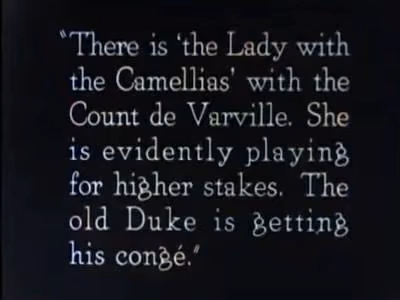 "There is 'the Lady with
the Camellias' with the
Count de Varville. She
is evidently playing
for higher stakes. The
old Duke is getting
his congé."